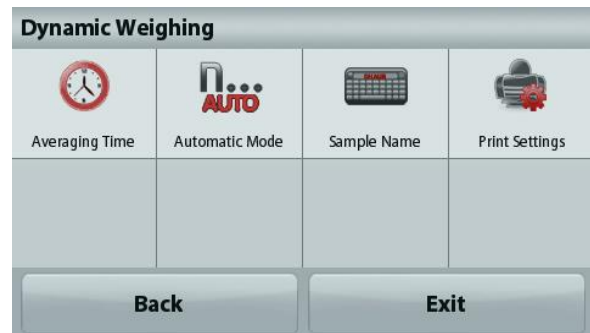 Dynamic Weighing
n...
AUTO
Averaging Time
Automatic Mode
Sample Name
Print Settings
Back
Exit